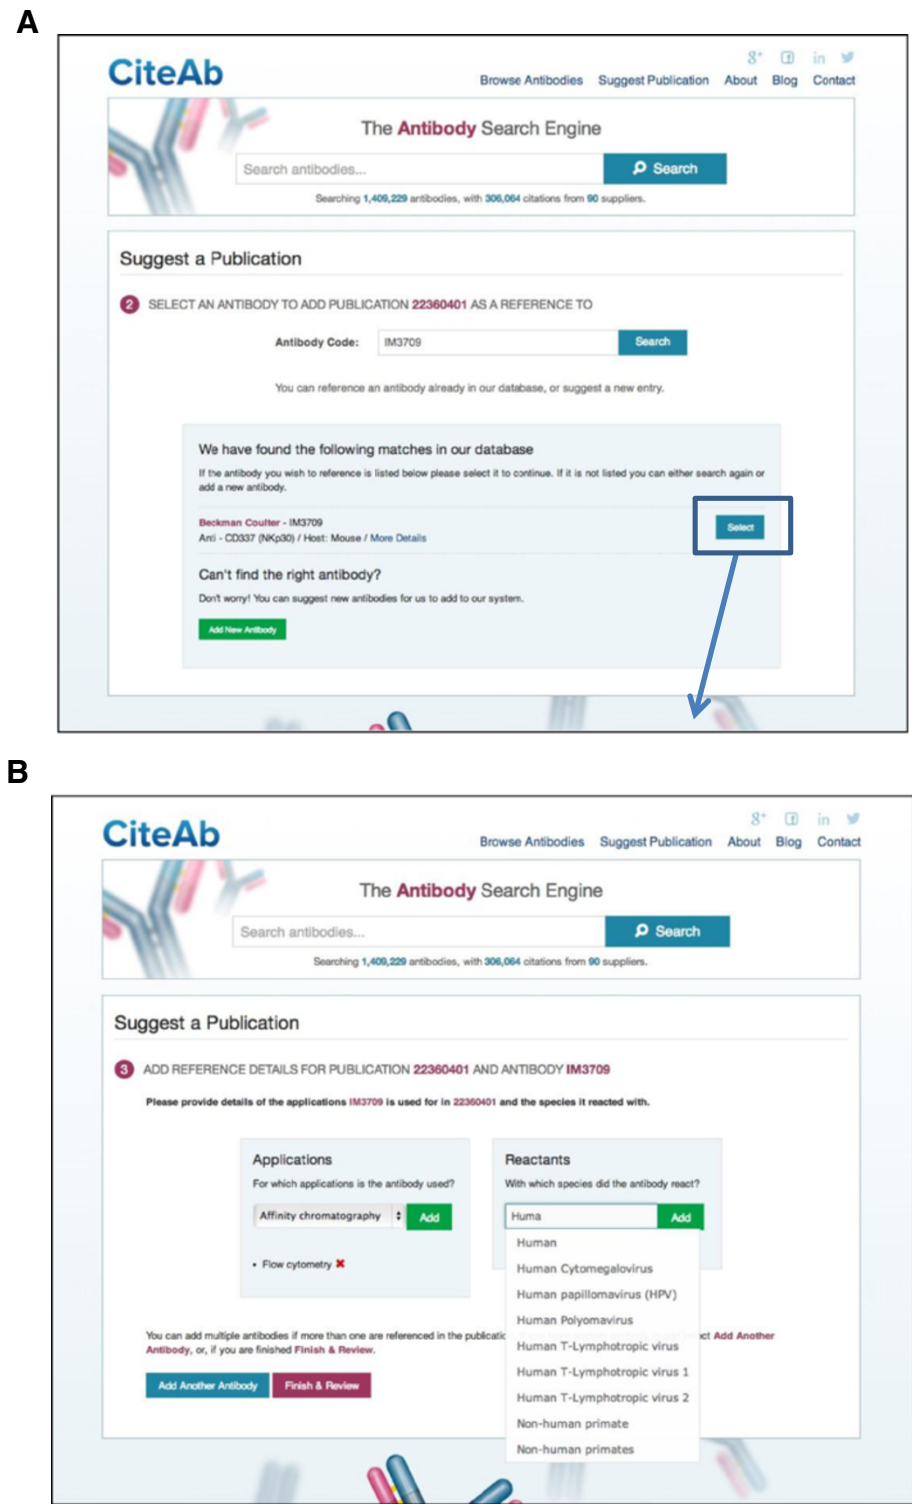 A
CiteAb
Browse Antibodies Suggest Publication About Blog Contact
The Antibody Search Engine
Search antibodies... Search
Searching 1,409,229 antibodies, with 306,064 citations from 90 suppliers.
Suggest a Publication
2 SELECT AN ANTIBODY TO ADD PUBLICATION 22360401 AS A REFERENCE TO
Antibody Code: IM3709 Search
You can reference an antibody already in our database, or suggest a new entry.
We have found the following matches in our database
If the antibody you wish to reference is listed below please select it to continue. If it is not listed you can either search again or
add a new antibody.
Beckman Coulter - IM3709
Anti - CD337 (NKp30) / Host: Mouse / More Details
Select
Can't find the right antibody?
Don't worry! You can suggest new antibodies for us to add to our system.
Add New Antibody
B
CiteAb
Browse Antibodies Suggest Publication About Blog Contact
The Antibody Search Engine
Search antibodies... Search
Searching 1,409,229 antibodies, with 306,064 citations from 90 suppliers.
Suggest a Publication
3 ADD REFERENCE DETAILS FOR PUBLICATION 22360401 AND ANTIBODY IM3709
Please provide details of the applications IM3709 is used for in 22360401 and the species it reacted with.
Applications
For which applications is the antibody used?
Affinity chromatography Add
• Flow cytometry ✖
Reactants
With which species did the antibody react?
Huma Add
Human
Human Cytomegalovirus
Human papillomavirus (HPV)
Human Polyomavirus
Human T-Lymphotropic virus
Human T-Lymphotropic virus 1
Human T-Lymphotropic virus 2
Non-human primate
Non-human primates
You can add multiple antibodies if more than one are referenced in the publicatic ct Add Another
Antibody, or, if you are finished Finish & Review.
Add Another Antibody Finish & Review